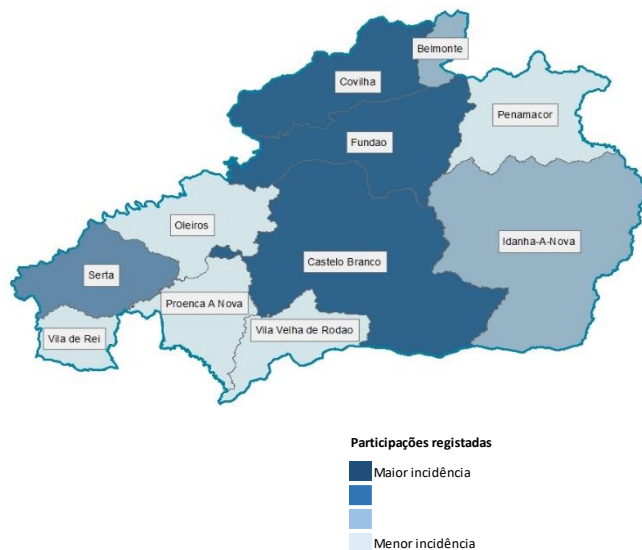 Belmonte
Covilha
Penamacor
Fundao
Oleiros
Idanha-A-Nova
Castelo Branco
Serta
Proenca A Nova
Vila Velha de Rodao
Vila de Rei
Participações registadas
Maior incidência
Menor incidência